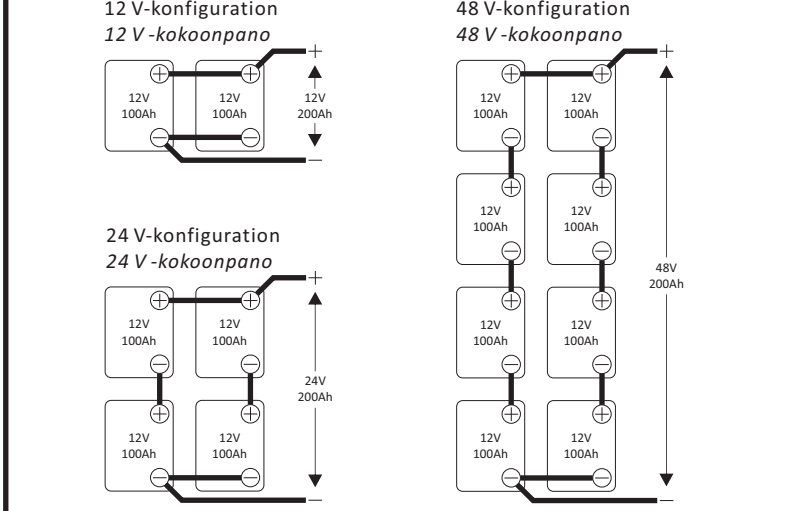 12 V-konfiguration
12 V -kokoonpano
+
12V
100Ah
12V
100Ah
12V
200Ah
−
24 V-konfiguration
24 V -kokoonpano
+
12V
100Ah
12V
100Ah
24V
200Ah
12V
100Ah
12V
100Ah
−
48 V-konfiguration
48 V -kokoonpano
+
12V
100Ah
12V
100Ah
12V
100Ah
12V
100Ah
48V
200Ah
12V
100Ah
12V
100Ah
12V
100Ah
12V
100Ah
−